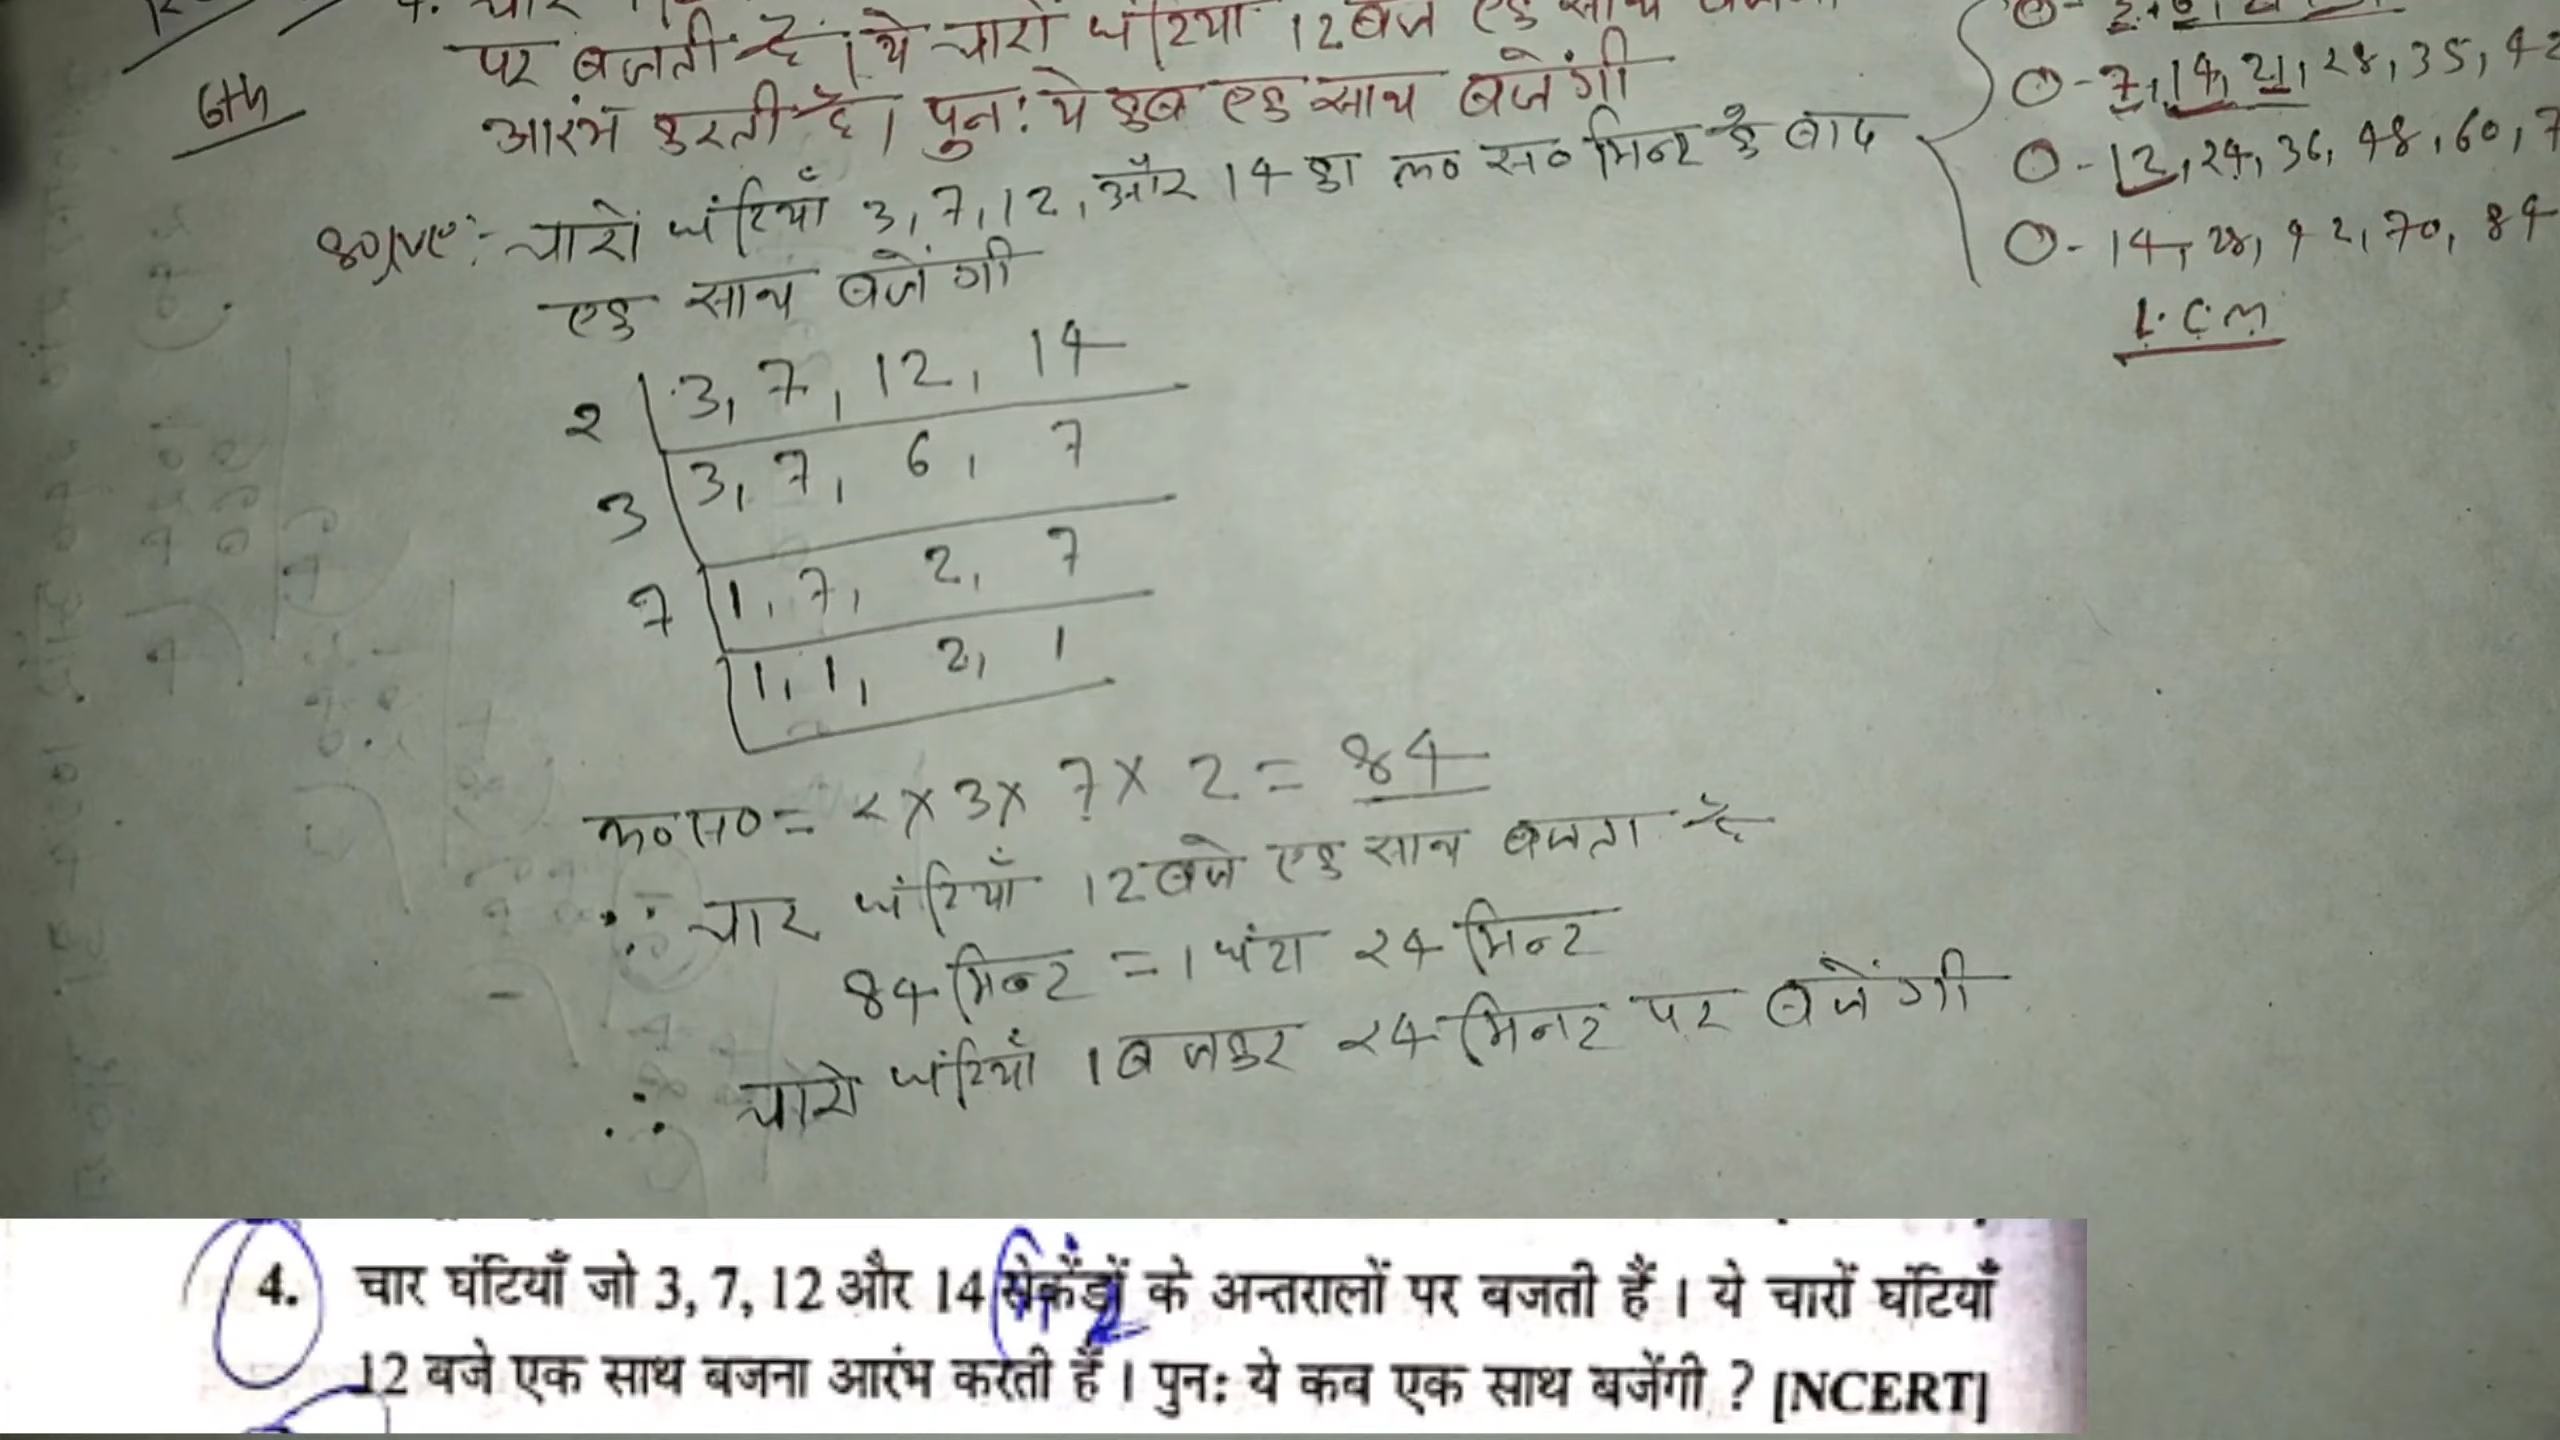 6th
पर बजती है। ये चारों घंटिया 12 बजे एक साथ
आरंभ करती है। पुनः ये कब एक साथ बजेंगी
Solve:- चारों घंटियाँ 3, 7, 12, और 14 का ल० स० मिनट के बाद
एक साथ बजेंगी
7, 14, 21, 28, 35, 42
12, 24, 36, 48, 60, 7
14, 28, 42, 70, 84
L.C.M
2 3, 7, 12, 14
3 3, 7, 6, 7
7 1, 7, 2, 7
1, 1, 2, 1
ल०स० = 2 × 3 × 7 × 2 = 84
∵ चार घंटियाँ 12 बजे एक साथ बजता है
84 मिन्ट = 1 घंटा 24 मिन्ट
∴ चारो घंटियाँ 1 बजकर 24 मिनट पर बजेंगी
4. चार घंटियाँ जो 3, 7, 12 और 14 सेकेंडों के अन्तरालों पर बजती हैं । ये चारों घंटियाँ
12 बजे एक साथ बजना आरंभ करती हैं । पुनः ये कब एक साथ बजेंगी ? [NCERT]